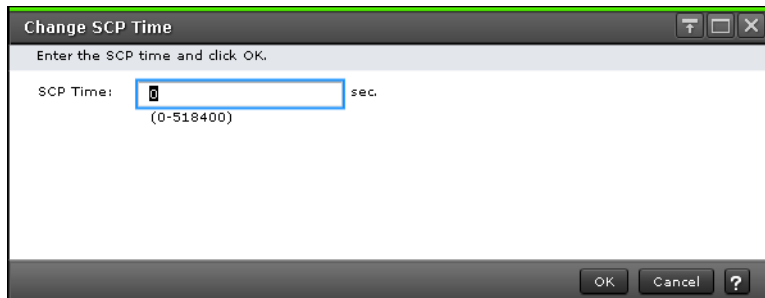 Change SCP Time
Enter the SCP time and click OK.
SCP Time: 0 sec.
(0-518400)
OK Cancel ?